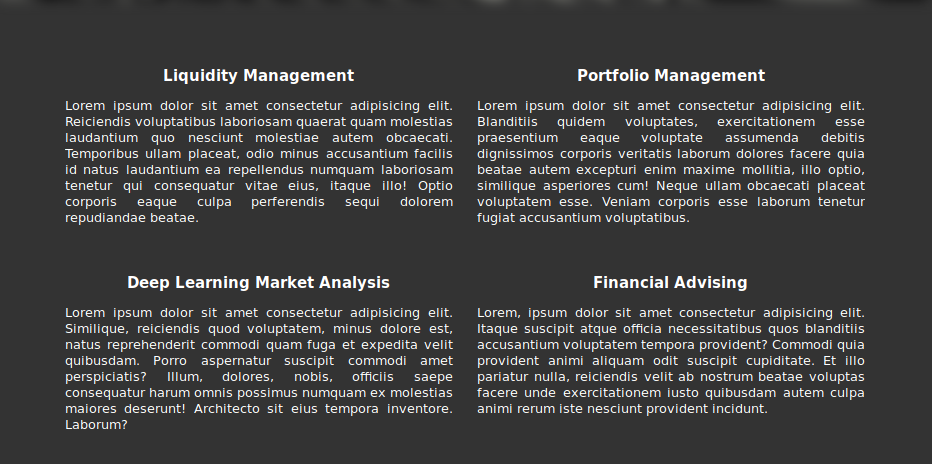 Liquidity Management
Lorem ipsum dolor sit amet consectetur adipisicing elit.
Reiciendis voluptatibus laboriosam quaerat quam molestias
laudantium quo nesciunt molestiae autem obcaecati.
Temporibus ullam placeat, odio minus accusantium facilis
id natus laudantium ea repellendus numquam laboriosam
tenetur qui consequatur vitae eius, itaque illo! Optio
corporis eaque culpa perferendis sequi dolorem
repudiandae beatae.
Portfolio Management
Lorem ipsum dolor sit amet consectetur adipisicing elit.
Blanditiis quidem voluptates, exercitationem esse
praesentium eaque voluptate assumenda debitis
dignissimos corporis veritatis laborum dolores facere quia
beatae autem excepturi enim maxime mollitia, illo optio,
similique asperiores cum! Neque ullam obcaecati placeat
voluptatem esse. Veniam corporis esse laborum tenetur
fugiat accusantium voluptatibus.
Deep Learning Market Analysis
Lorem ipsum dolor sit amet consectetur adipisicing elit.
Similique, reiciendis quod voluptatem, minus dolore est,
natus reprehenderit commodi quam fuga et expedita velit
quibusdam. Porro aspernatur suscipit commodi amet
perspiciatis? Illum, dolores, nobis, officiis saepe
consequatur harum omnis possimus numquam ex molestias
maiores deserunt! Architecto sit eius tempora inventore.
Laborum?
Financial Advising
Lorem, ipsum dolor sit amet consectetur adipisicing elit.
Itaque suscipit atque officia necessitatibus quos blanditiis
accusantium voluptatem tempora provident? Commodi quia
provident animi aliquam odit suscipit cupiditate. Et illo
pariatur nulla, reiciendis velit ab nostrum beatae voluptas
facere unde exercitationem iusto quibusdam autem culpa
animi rerum iste nesciunt provident incidunt.